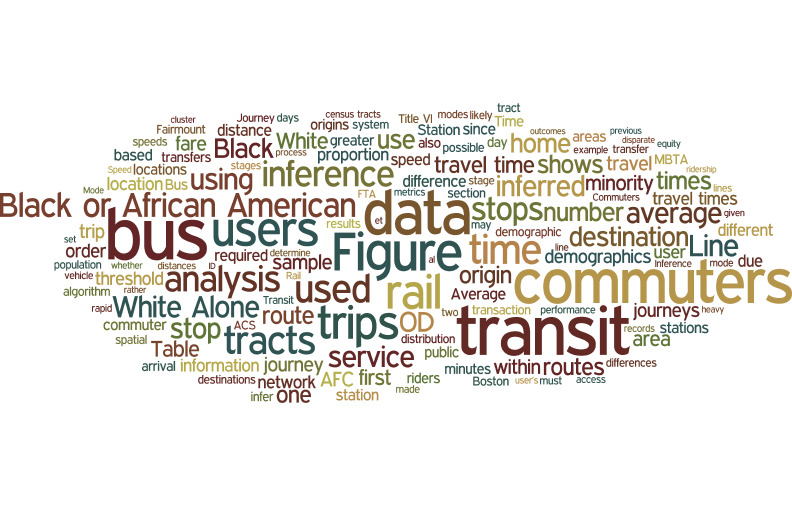 tract
cluster Journey days census tracts Title VI modes likely
Fairmount distance origins system Station since Time
speeds fare Black White greater use also possible day home outcomes areas previous
based transfers process proportion speed example transfer disparate equity
Speed locations stages inference travel time shows travel MBTA
location Bus using difference stage inferred minority times ridership
Mode FTA metrics section Commuters travel times lines
Black or African American data stops number average given
trip bus users results et may demographic destination different
set order determine Figure time line demographics user Line
population whether sample al origin Inference mode due
vehicle threshold distances ID analysis Rail used rail commuters
algorithm rather Average
rapid White Alone Transit route trips OD two transaction performance journeys heavy
commuter stop ACS transit records stations
spatial Table tracts distribution public area
arrival information journey service minutes within routes differences
destinations network AFC first riders Boston user's must access
infer one station made